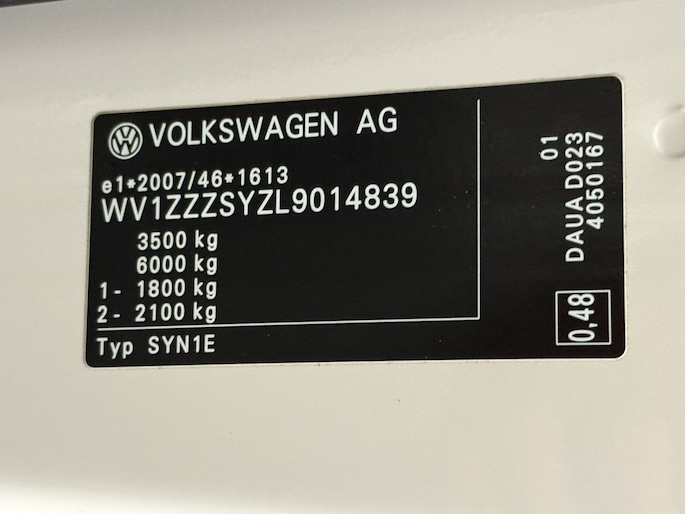 VOLKSWAGEN AG
e1*2007/46*1613
WV1ZZZSYZL9014839
3500 kg
6000 kg
1- 1800 kg
2- 2100 kg
Typ SYN1E
01
DAUA D023
4050167
0,48